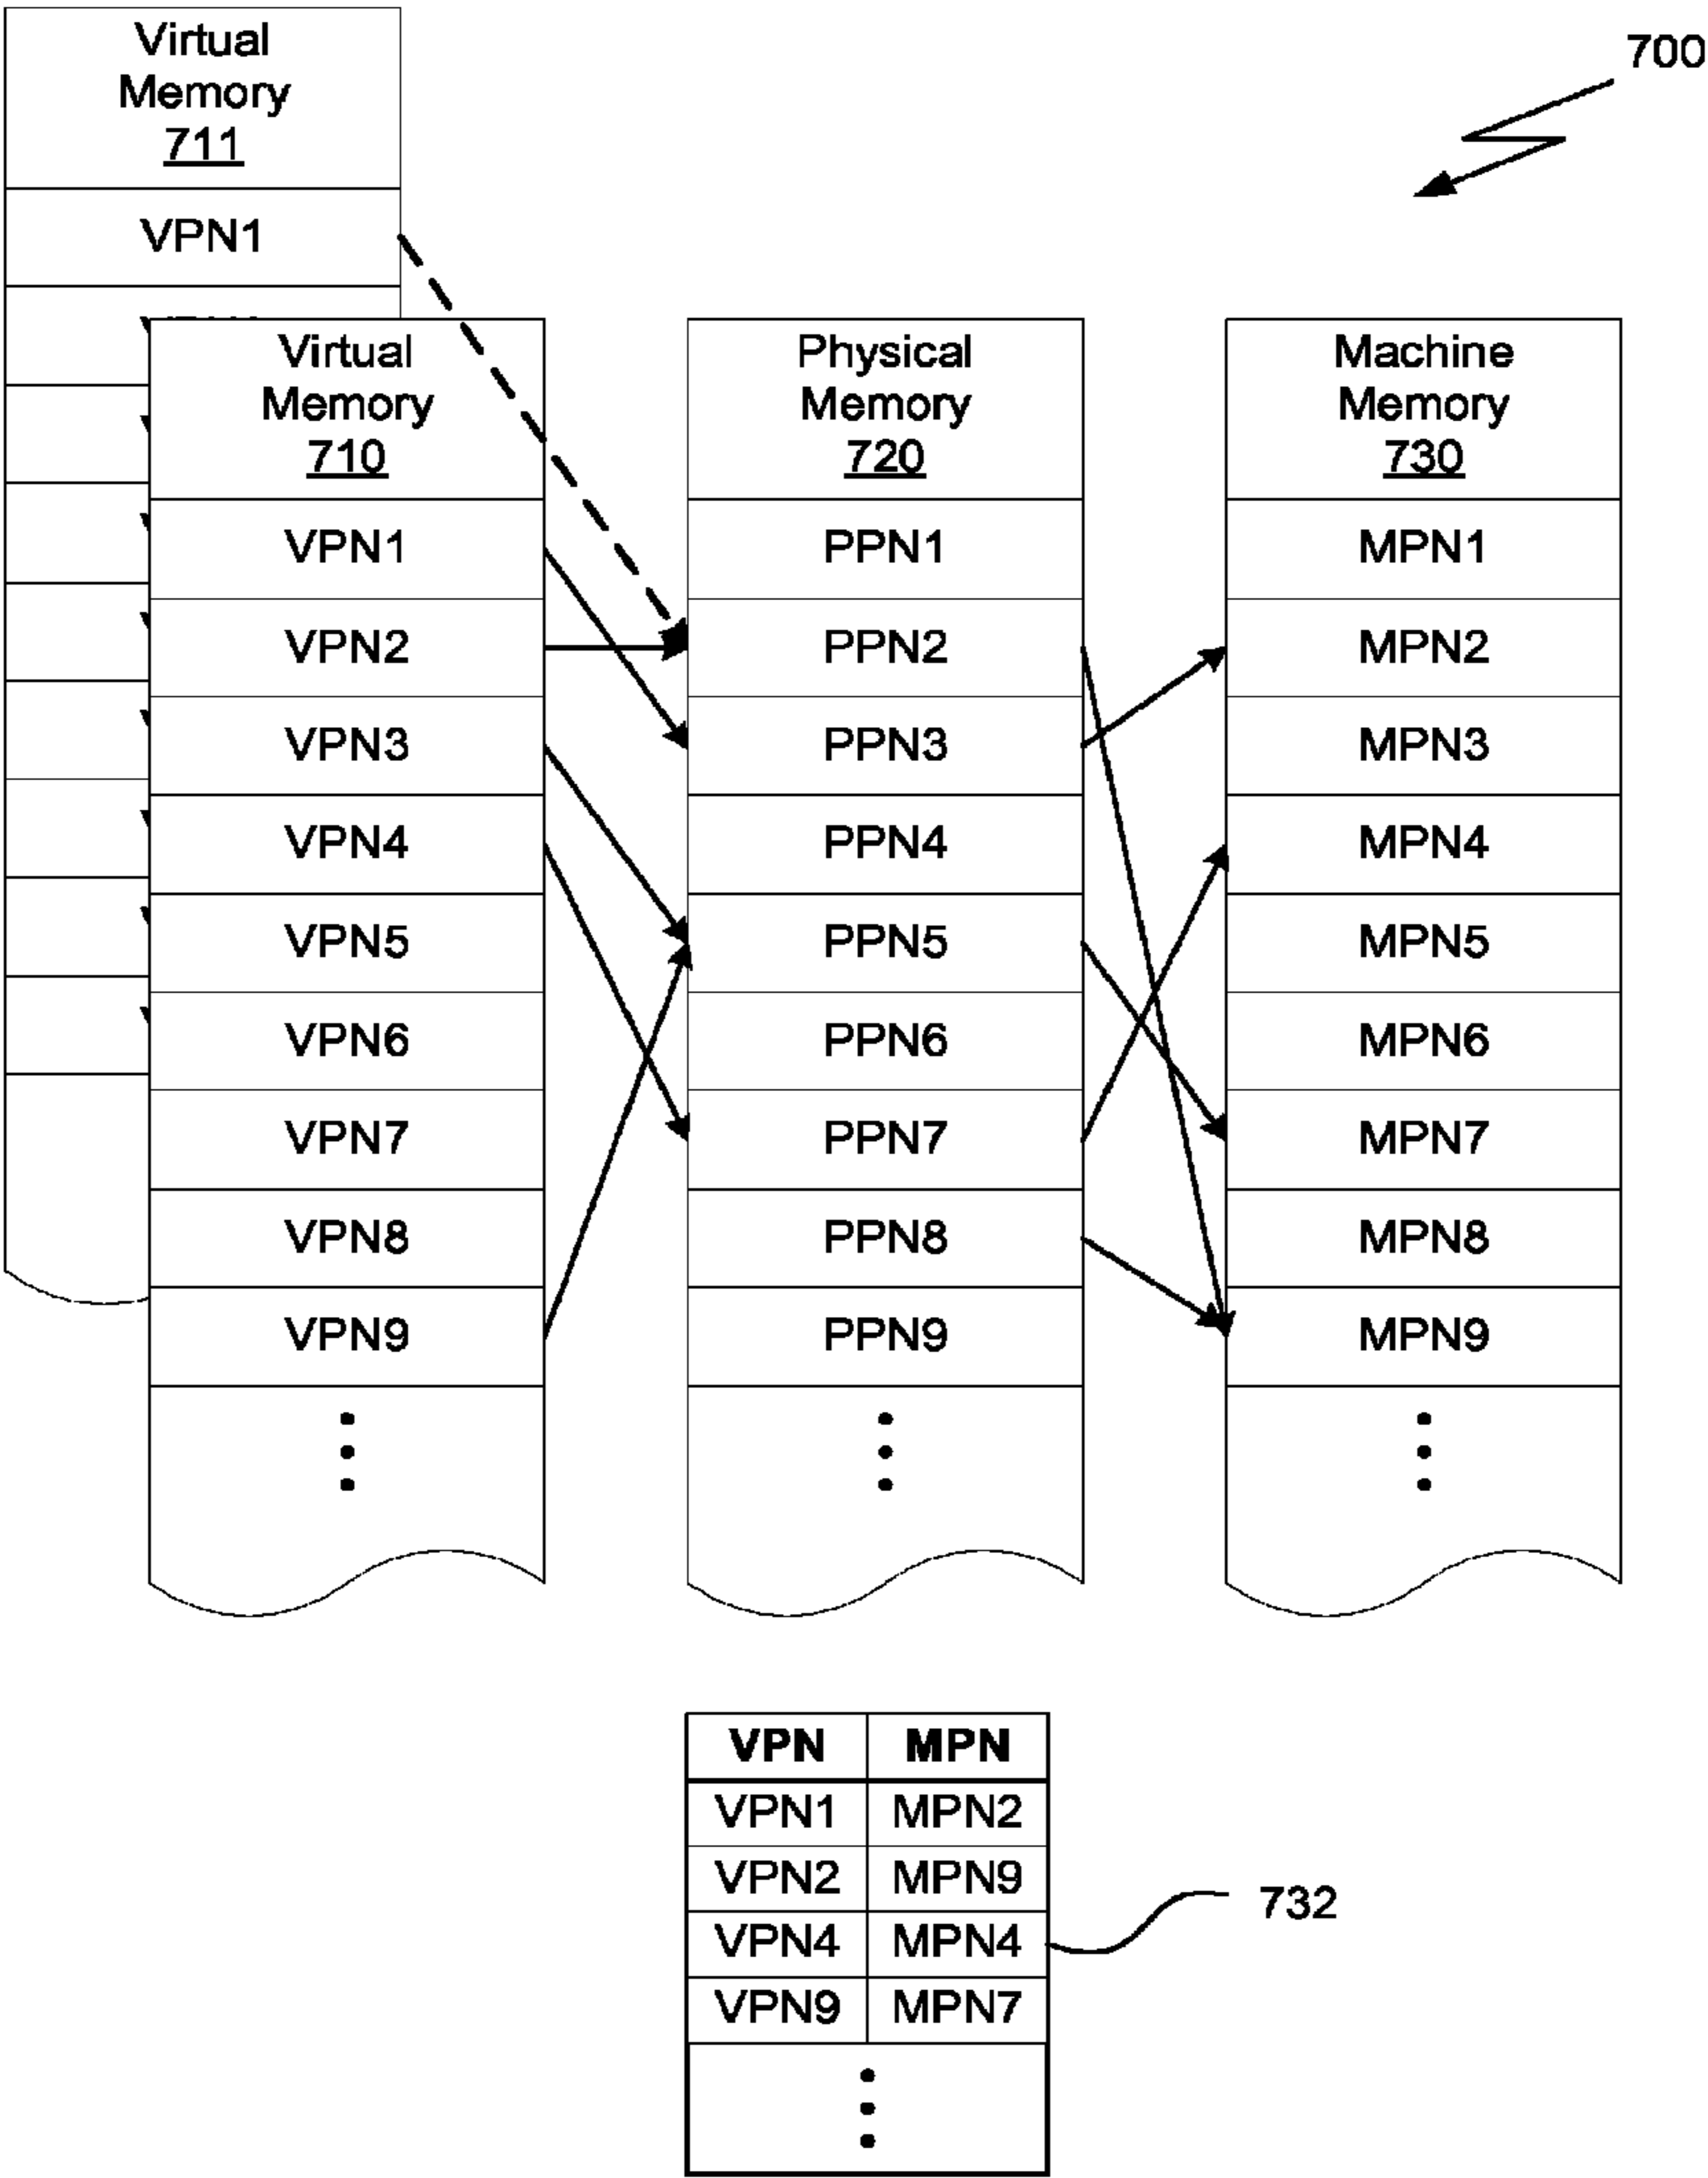 700
Virtual
Memory
711
VPN1
Virtual
Memory
710
VPN1
VPN2
VPN3
VPN4
VPN5
VPN6
VPN7
VPN8
VPN9
Physical
Memory
720
PPN1
PPN2
PPN3
PPN4
PPN5
PPN6
PPN7
PPN8
PPN9
Machine
Memory
730
MPN1
MPN2
MPN3
MPN4
MPN5
MPN6
MPN7
MPN8
MPN9
VPN MPN
VPN1 MPN2
VPN2 MPN9
VPN4 MPN4
VPN9 MPN7
732